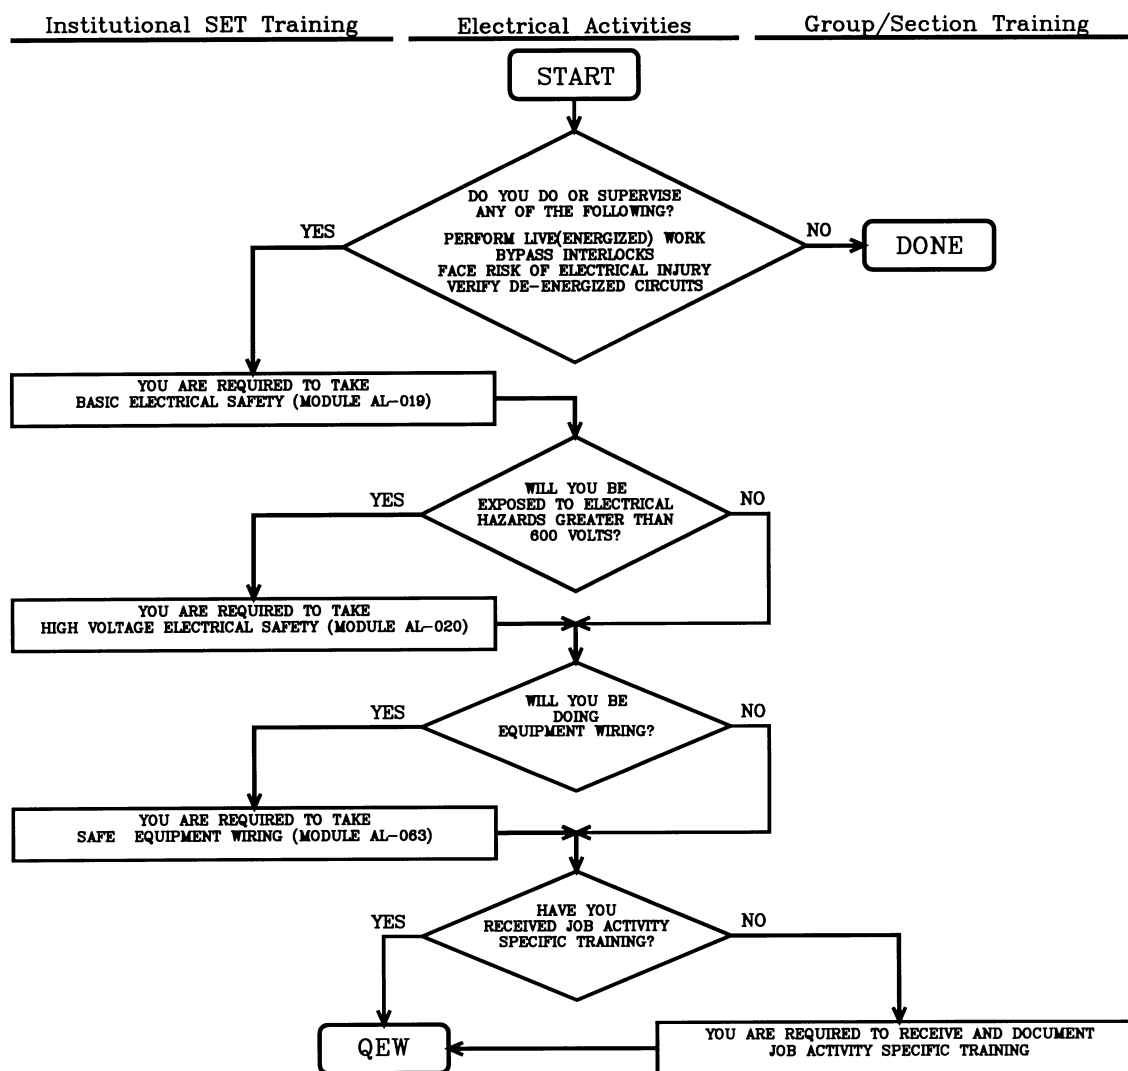 Institutional SET Training
Electrical Activities
Group/Section Training
START
DO YOU DO OR SUPERVISE
ANY OF THE FOLLOWING?
PERFORM LIVE(ENERGIZED) WORK
BYPASS INTERLOCKS
FACE RISK OF ELECTRICAL INJURY
VERIFY DE-ENERGIZED CIRCUITS
YES
NO
DONE
YOU ARE REQUIRED TO TAKE
BASIC ELECTRICAL SAFETY (MODULE AL-019)
WILL YOU BE
EXPOSED TO ELECTRICAL
HAZARDS GREATER THAN
600 VOLTS?
YES
NO
YOU ARE REQUIRED TO TAKE
HIGH VOLTAGE ELECTRICAL SAFETY (MODULE AL-020)
WILL YOU BE
DOING
EQUIPMENT WIRING?
YES
NO
YOU ARE REQUIRED TO TAKE
SAFE EQUIPMENT WIRING (MODULE AL-063)
HAVE YOU
RECEIVED JOB ACTIVITY
SPECIFIC TRAINING?
YES
NO
QEW
YOU ARE REQUIRED TO RECEIVE AND DOCUMENT
JOB ACTIVITY SPECIFIC TRAINING